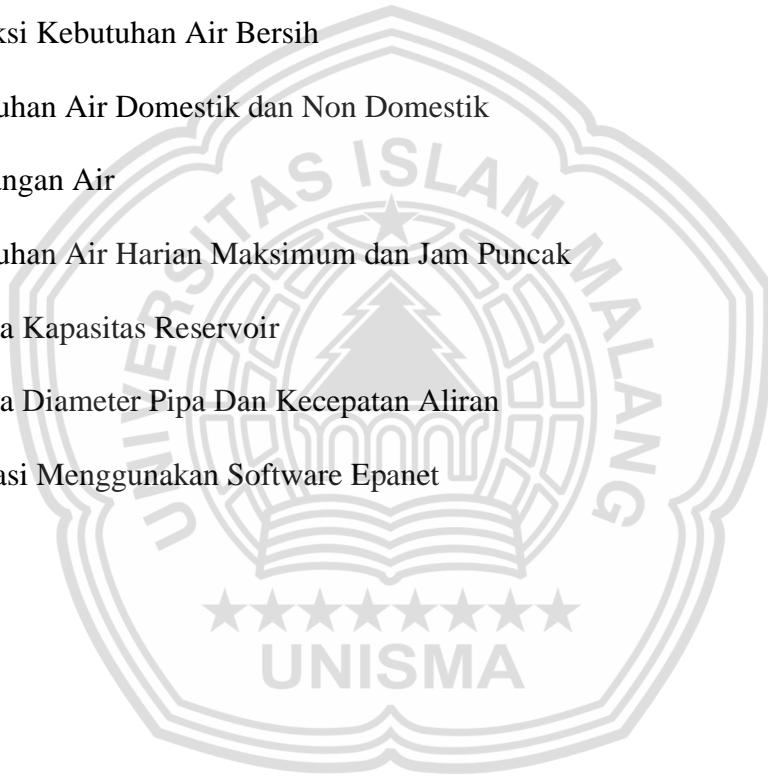 ksi Kebutuhan Air Bersih
uhan Air Domestik dan Non Domestik
angan Air
uhan Air Harian Maksimum dan Jam Puncak
a Kapasitas Reservoir
a Diameter Pipa Dan Kecepatan Aliran
asi Menggunakan Software Epanet
UNIVERSITAS ISLAM MALANG
UNISMA